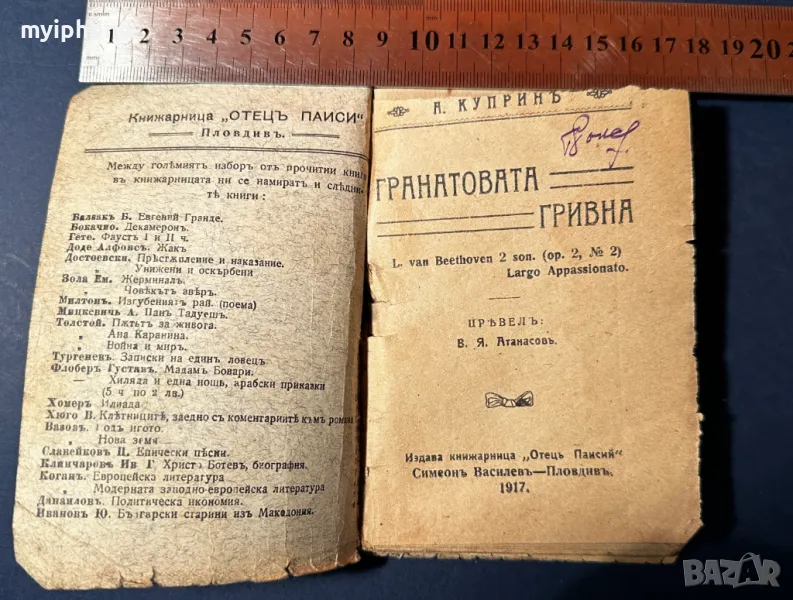 myiph
mm 1 2 3 4 5 6 7 8 9 10 11 12 13 14 15 16 17 18 19 20
Книжарница „ОТЕЦЪ ПАИСИ“
Пловдивъ.
Между големиятъ изборъ отъ прочитни книги
въ книжарницата ни се намиратъ и следни-
тѣ книги:
Балзакъ Б. Евгений Гранде.
Бокачио. Декамеронъ.
Гете. Фаустъ I и II ч.
Доде Алфонсъ. Жакъ
Достоевски. Прѣстѫпление и наказание.
„ Унижени и оскърбени
Зола Ем. Жерминалъ.
„ Човѣкътъ звѣръ.
Милтонъ. Изгубениятъ рай. (поема)
Мицкевичъ А. Панъ Тадеушъ.
Толстой. Пѫтьтъ за живота.
„ Ана Каранина.
„ Война и миръ.
Тургеневъ. Записки на единъ ловецъ
Флоберъ Густавъ. Мадамъ Бовари.
— Хиляда и една нощь, арабски приказки
(5 ч по 2 лв.)
Хомеръ Илиада
Хюго В. Клѣтницитѣ, заедно съ коментариитѣ къмъ романа
Вазовъ. Подъ игото.
„ Нова земя
Славейковъ П. Епически пѣсни.
Клинчаровъ Ив Г. Христо Ботевъ, биография.
Коганъ. Европейска литература
„ Модерната западно-европейска литература
Данаиловъ. Политическа икономия.
Ивановъ Ю. Български старини изъ Македония.
А. КУПРИНЪ
ГРАНАТОВАТА
ГРИВНА
L. van Beethoven 2 son. (op. 2, № 2)
Largo Appassionato.
ПРѢВЕЛЪ:
В. Я. Атанасовъ.
Издава книжарница „Отецъ Паисий“
Симеонъ Василевъ—Пловдивъ.
1917.
BAZAR